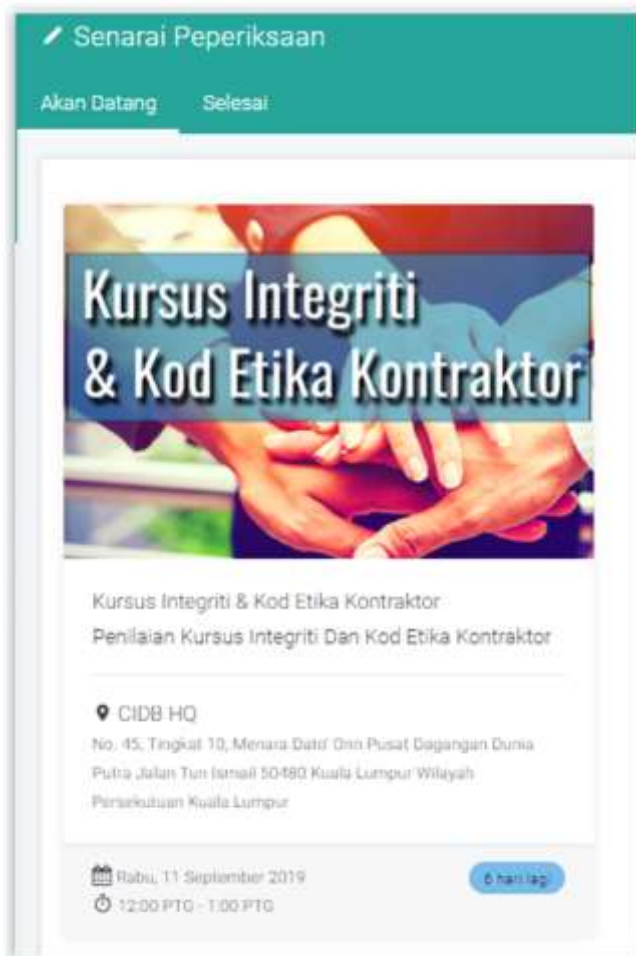 Senarai Peperiksaan
Akan Datang Selesai
Kursus Integriti
& Kod Etika Kontraktor
Kursus Integriti & Kod Etika Kontraktor
Penilaian Kursus Integriti Dan Kod Etika Kontraktor
CIDB HQ
No. 45, Tingkat 10, Menara Dato' Onn Pusat Dagangan Dunia
Putra Jalan Tun Ismail 50480 Kuala Lumpur Wilayah
Persekutuan Kuala Lumpur
Rabu, 11 September 2019
6 hari lagi
12:00 PTG - 1:00 PTG